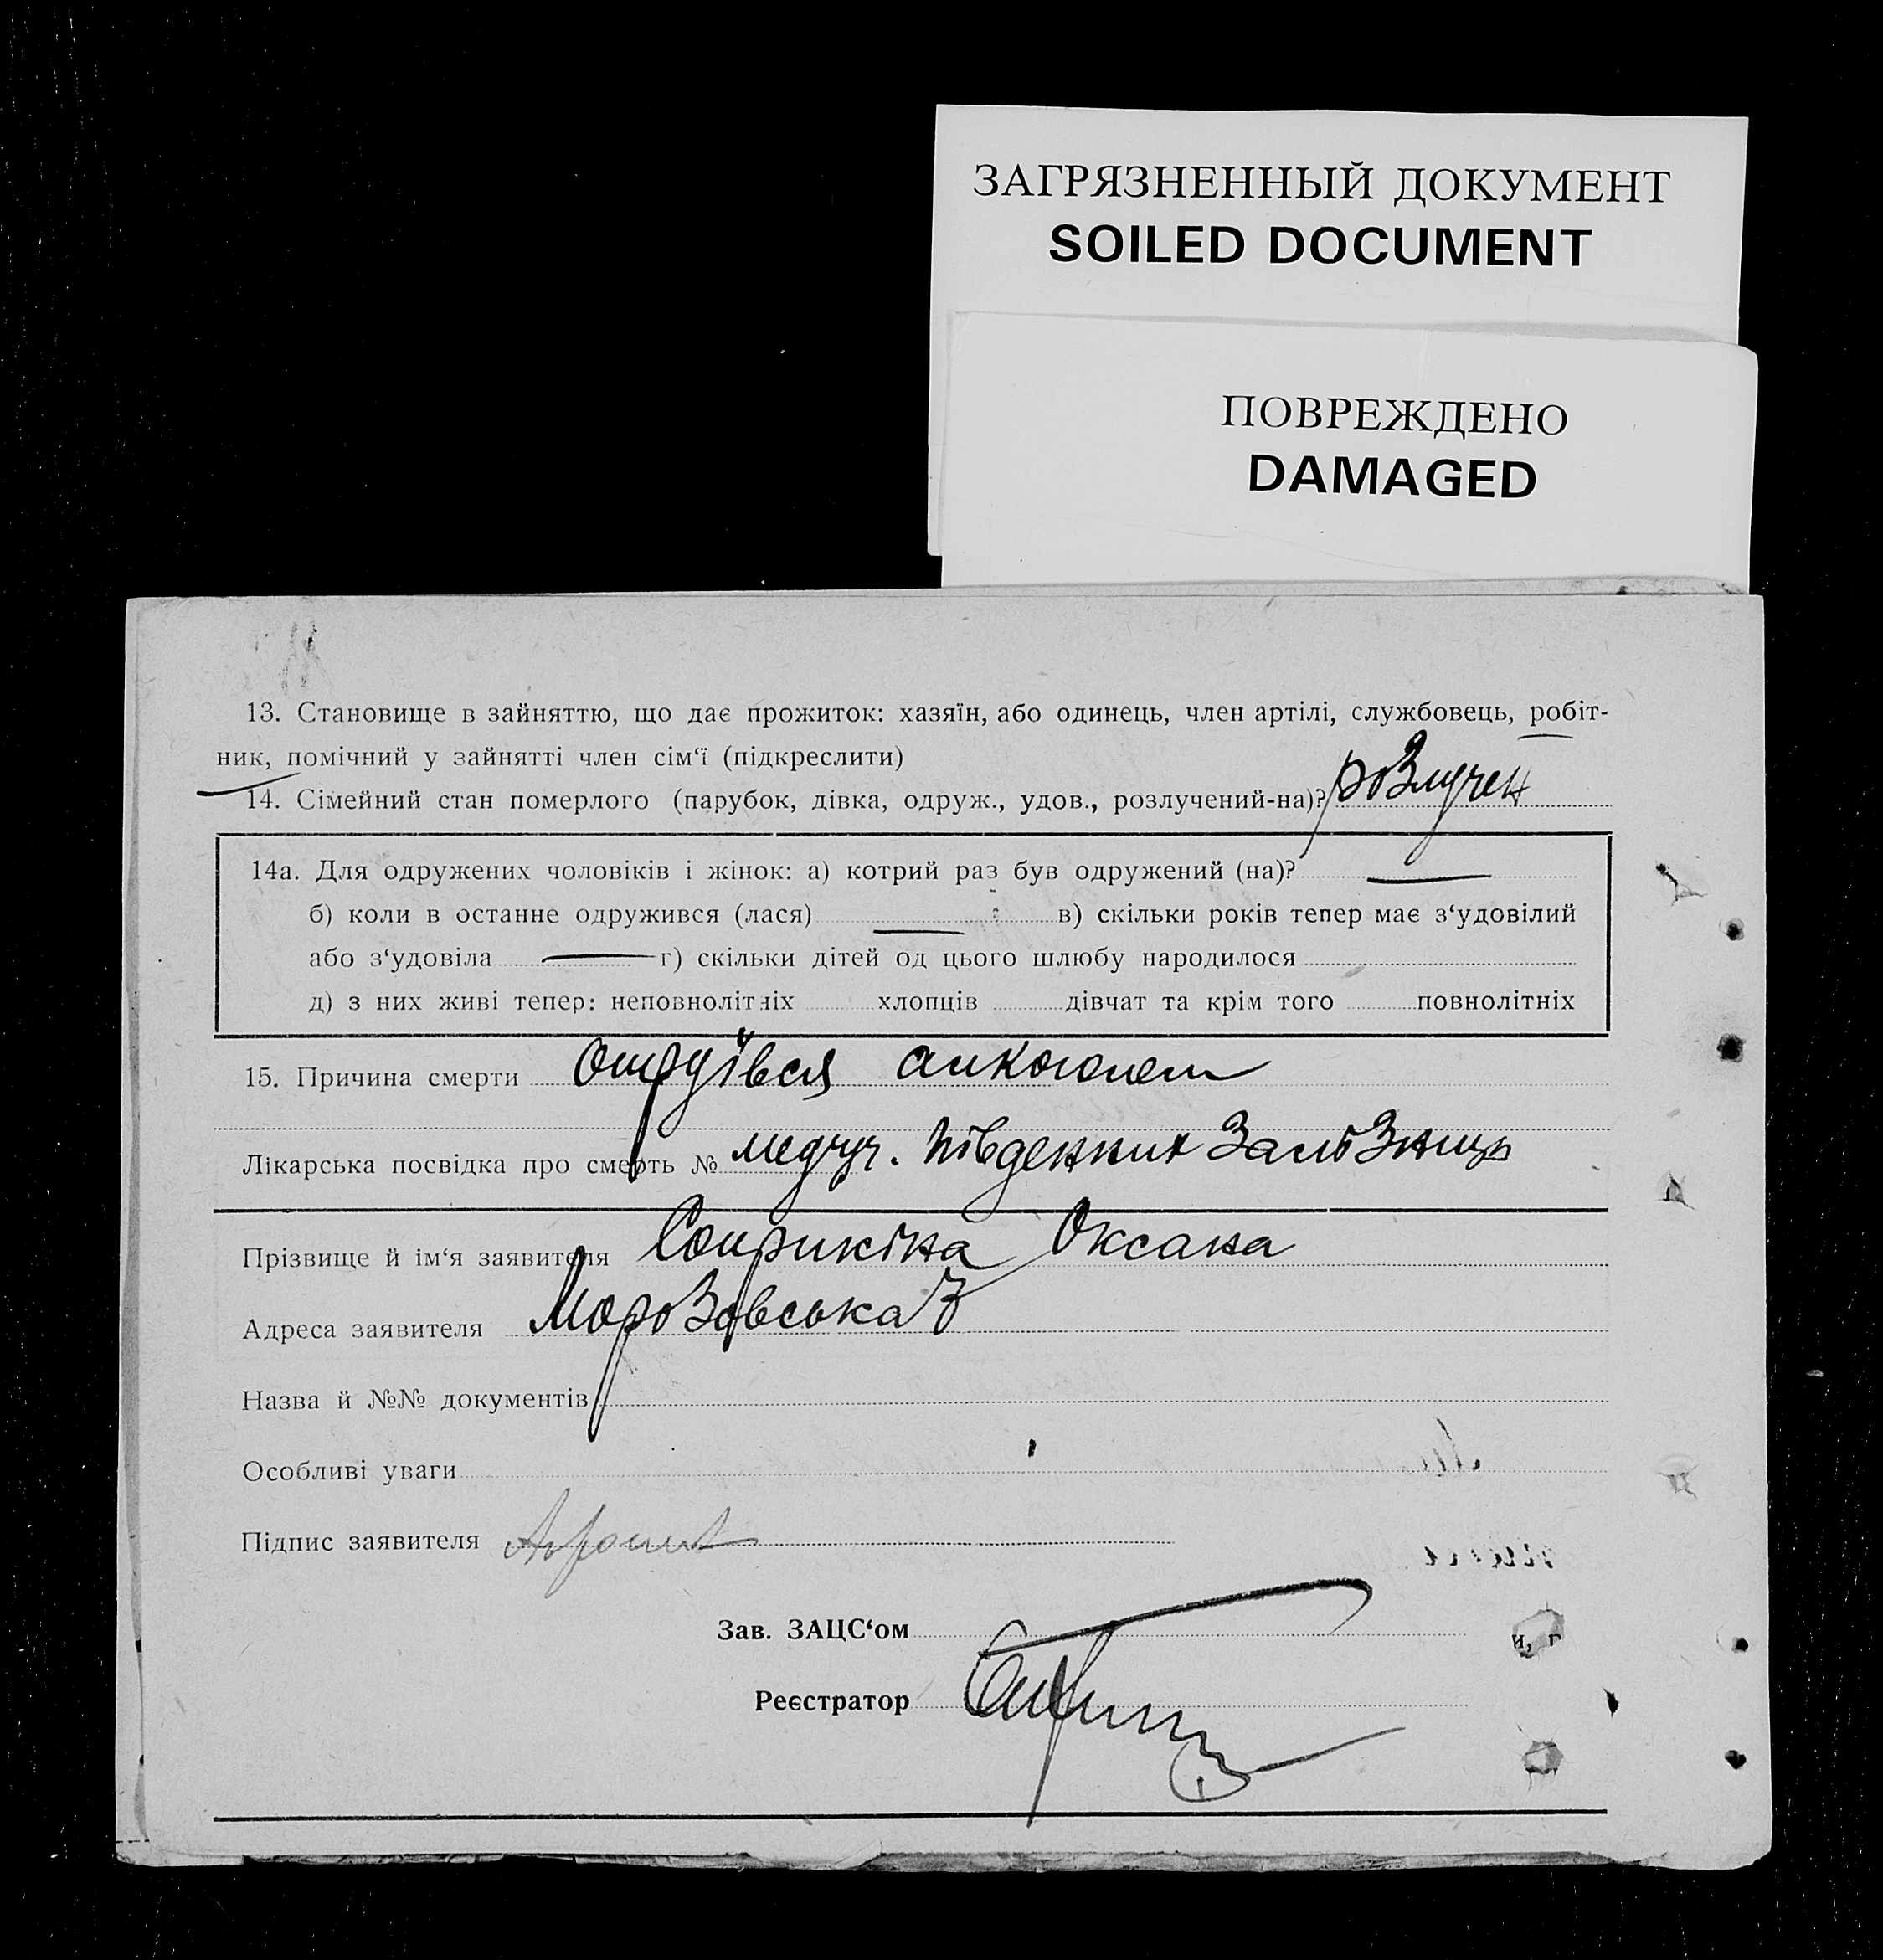 ЗАГРЯЗНЕННЫЙ ДОКУМЕНТ
SOILED DOCUMENT
ПОВРЕЖДЕНО
DAMAGED
13. Становище в зайняттю, що дає прожиток: хазяїн, або одинець, член артілі, службовець, робіт-
ник, помічний у зайнятті член сім‘ї (підкреслити)
14. Сімейний стан померлого (парубок, дівка, одруж., удов., розлучений-на)? розлучен
14а. Для одружених чоловіків і жінок: а) котрий раз був одружений (на)?
б) коли в останне одружився (лася) в) скільки років тепер має з‘удовілий
або з‘удовіла г) скільки дітей од цього шлюбу народилося
д) з них живі тепер: неповнолітніх хлопців дівчат та крім того повнолітніх
15. Причина смерти отруївся алкоголем
Лікарська посвідка про смерть № медуч. Південних Залізниць
Прізвище й ім‘я заявителя Оксана
Адреса заявителя Морозовська
Назва й №№ документів
Особливі уваги
Підпис заявителя
Зав. ЗАЦС‘ом
Реєстратор